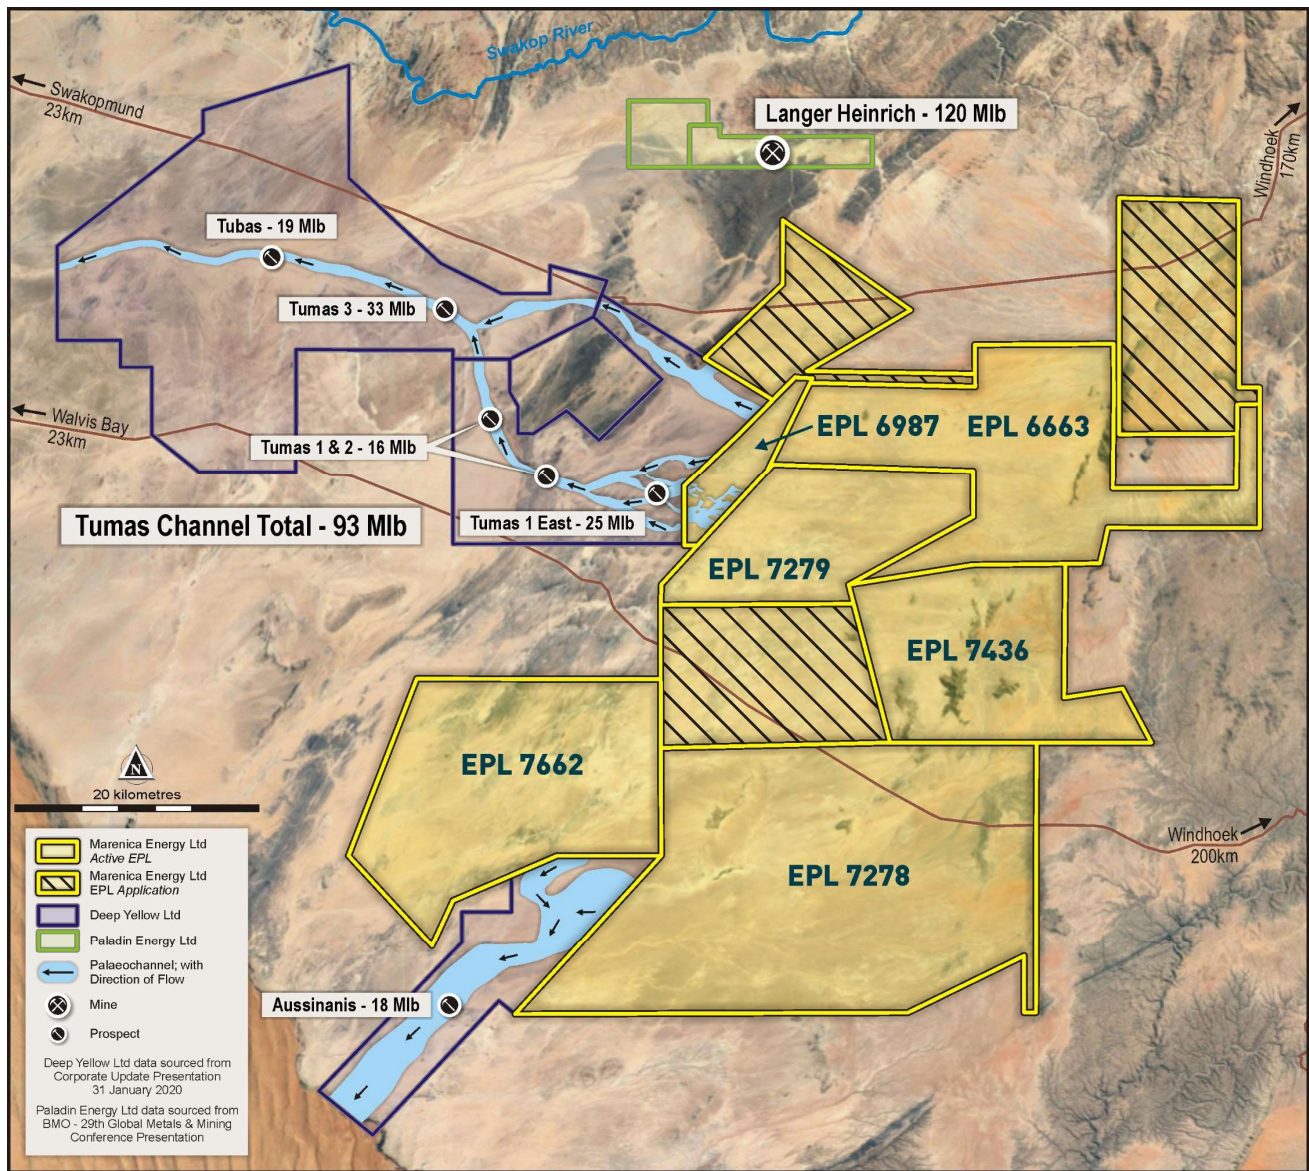 Swakop River
Swakopmund
23km
Langer Heinrich - 120 Mlb
Windhoek
170km
Tubas - 19 Mlb
Tumas 3 - 33 Mlb
Walvis Bay
23km
Tumas 1 & 2 - 16 Mlb
EPL 6987
EPL 6663
Tumas Channel Total - 93 Mlb
Tumas 1 East - 25 Mlb
EPL 7279
EPL 7436
EPL 7662
N
20 kilometres
Windhoek
200km
EPL 7278
Aussinanis - 18 Mlb
Marenica Energy Ltd
Active EPL
Marenica Energy Ltd
EPL Application
Deep Yellow Ltd
Paladin Energy Ltd
Palaeochannel; with
Direction of Flow
Mine
Prospect
Deep Yellow Ltd data sourced from
Corporate Update Presentation
31 January 2020
Paladin Energy Ltd data sourced from
BMO - 29th Global Metals & Mining
Conference Presentation